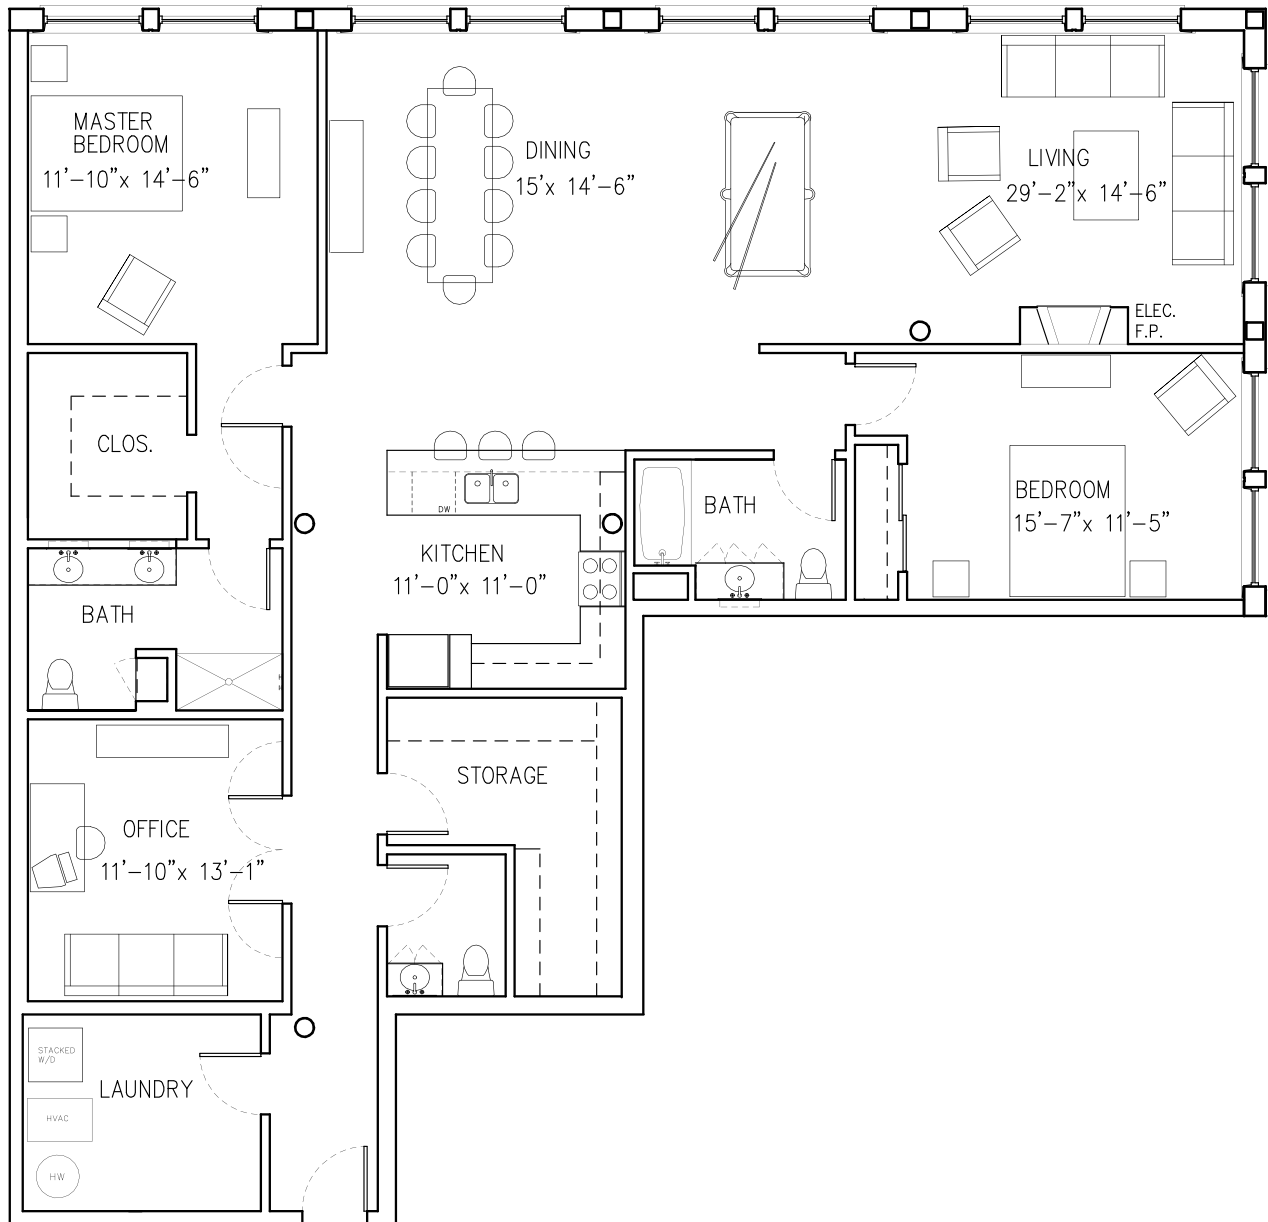 MASTER
BEDROOM
11'-10"x 14'-6"
DINING
15'x 14'-6"
LIVING
29'-2"x 14'-6"
ELEC.
F.P.
CLOS.
DW
KITCHEN
11'-0"x 11'-0"
BATH
BEDROOM
15'-7"x 11'-5"
BATH
STORAGE
OFFICE
11'-10"x 13'-1"
STACKED
W/D
LAUNDRY
HVAC
HW